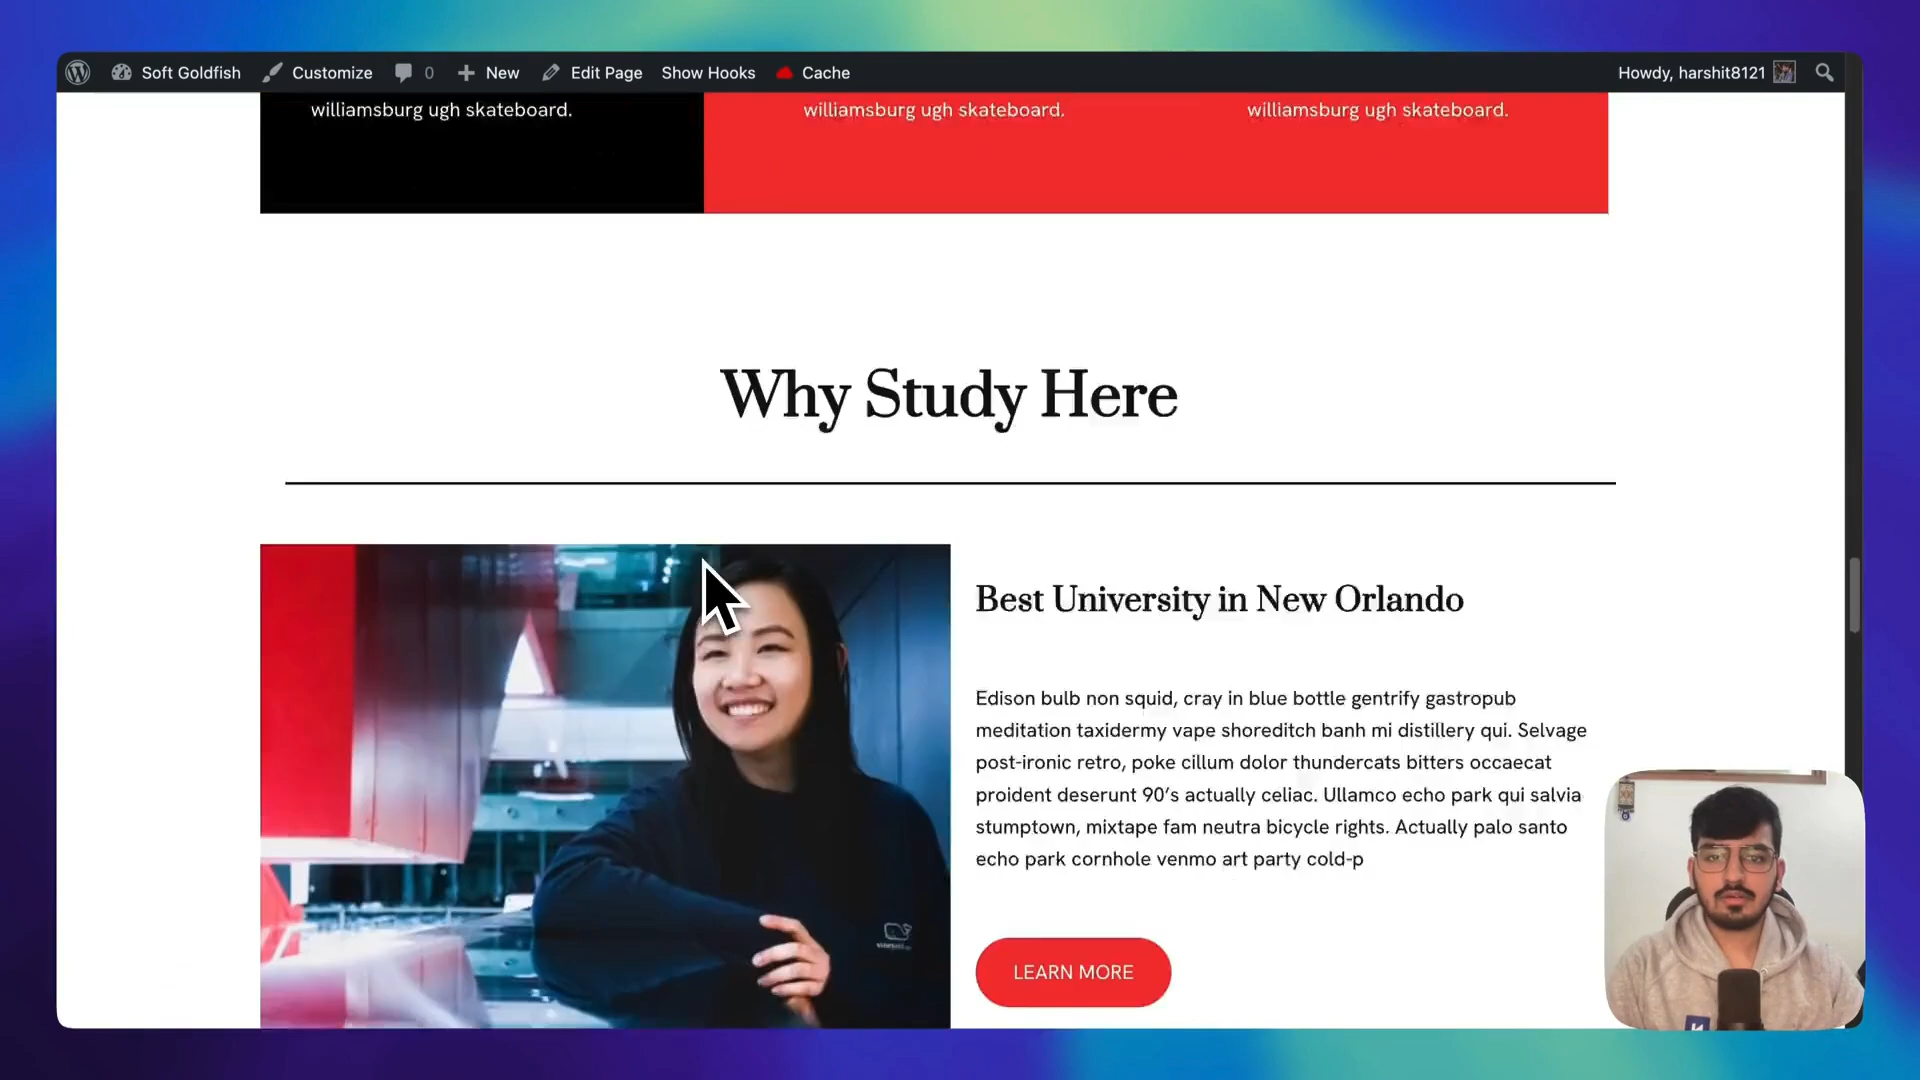 Soft Goldfish Customize 0 New Edit Page Show Hooks Cache Howdy, harshit8121
williamsburg ugh skateboard. williamsburg ugh skateboard. williamsburg ugh skateboard.
Why Study Here
Best University in New Orlando
Edison bulb non squid, cray in blue bottle gentrify gastropub
meditation taxidermy vape shoreditch banh mi distillery qui. Selvage
post-ironic retro, poke cillum dolor thundercats bitters occaecat
proident deserunt 90’s actually celiac. Ullamco echo park qui salvia
stumptown, mixtape fam neutra bicycle rights. Actually palo santo
echo park cornhole venmo art party cold-p
LEARN MORE